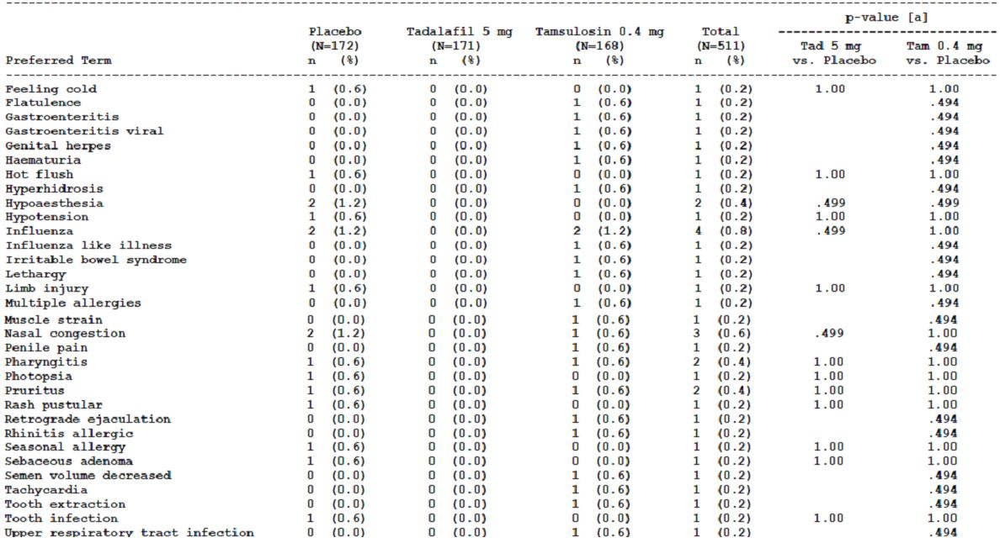 p-value [a]
Placebo Tadalafil 5 mg Tamsulosin 0.4 mg Total
(N=172) (N=171) (N=168) (N=511) Tad 5 mg Tam 0.4 mg
Preferred Term n (%) n (%) n (%) n (%) vs. Placebo vs. Placebo
Feeling cold 1 (0.6) 0 (0.0) 0 (0.0) 1 (0.2) 1.00 1.00
Flatulence 0 (0.0) 0 (0.0) 1 (0.6) 1 (0.2) .494
Gastroenteritis 0 (0.0) 0 (0.0) 1 (0.6) 1 (0.2) .494
Gastroenteritis viral 0 (0.0) 0 (0.0) 1 (0.6) 1 (0.2) .494
Genital herpes 0 (0.0) 0 (0.0) 1 (0.6) 1 (0.2) .494
Haematuria 0 (0.0) 0 (0.0) 1 (0.6) 1 (0.2) .494
Hot flush 1 (0.6) 0 (0.0) 0 (0.0) 1 (0.2) 1.00 1.00
Hyperhidrosis 0 (0.0) 0 (0.0) 1 (0.6) 1 (0.2) .494
Hypoaesthesia 2 (1.2) 0 (0.0) 0 (0.0) 2 (0.4) .499 .499
Hypotension 1 (0.6) 0 (0.0) 0 (0.0) 1 (0.2) 1.00 1.00
Influenza 2 (1.2) 0 (0.0) 2 (1.2) 4 (0.8) .499 1.00
Influenza like illness 0 (0.0) 0 (0.0) 1 (0.6) 1 (0.2) .494
Irritable bowel syndrome 0 (0.0) 0 (0.0) 1 (0.6) 1 (0.2) .494
Lethargy 0 (0.0) 0 (0.0) 1 (0.6) 1 (0.2) .494
Limb injury 1 (0.6) 0 (0.0) 0 (0.0) 1 (0.2) 1.00 1.00
Multiple allergies 0 (0.0) 0 (0.0) 1 (0.6) 1 (0.2) .494
Muscle strain 0 (0.0) 0 (0.0) 1 (0.6) 1 (0.2) .494
Nasal congestion 2 (1.2) 0 (0.0) 1 (0.6) 3 (0.6) .499 1.00
Penile pain 0 (0.0) 0 (0.0) 1 (0.6) 1 (0.2) .494
Pharyngitis 1 (0.6) 0 (0.0) 1 (0.6) 2 (0.4) 1.00 1.00
Photopsia 1 (0.6) 0 (0.0) 0 (0.0) 1 (0.2) 1.00 1.00
Pruritus 1 (0.6) 0 (0.0) 1 (0.6) 2 (0.4) 1.00 1.00
Rash pustular 1 (0.6) 0 (0.0) 0 (0.0) 1 (0.2) 1.00 1.00
Retrograde ejaculation 0 (0.0) 0 (0.0) 1 (0.6) 1 (0.2) .494
Rhinitis allergic 0 (0.0) 0 (0.0) 1 (0.6) 1 (0.2) .494
Seasonal allergy 1 (0.6) 0 (0.0) 0 (0.0) 1 (0.2) 1.00 1.00
Sebaceous adenoma 1 (0.6) 0 (0.0) 0 (0.0) 1 (0.2) 1.00 1.00
Semen volume decreased 0 (0.0) 0 (0.0) 1 (0.6) 1 (0.2) .494
Tachycardia 0 (0.0) 0 (0.0) 1 (0.6) 1 (0.2) .494
Tooth extraction 0 (0.0) 0 (0.0) 1 (0.6) 1 (0.2) .494
Tooth infection 1 (0.6) 0 (0.0) 0 (0.0) 1 (0.2) 1.00 1.00
Upper respiratory tract infection 0 (0.0) 0 (0.0) 1 (0.6) 1 (0.2) .494